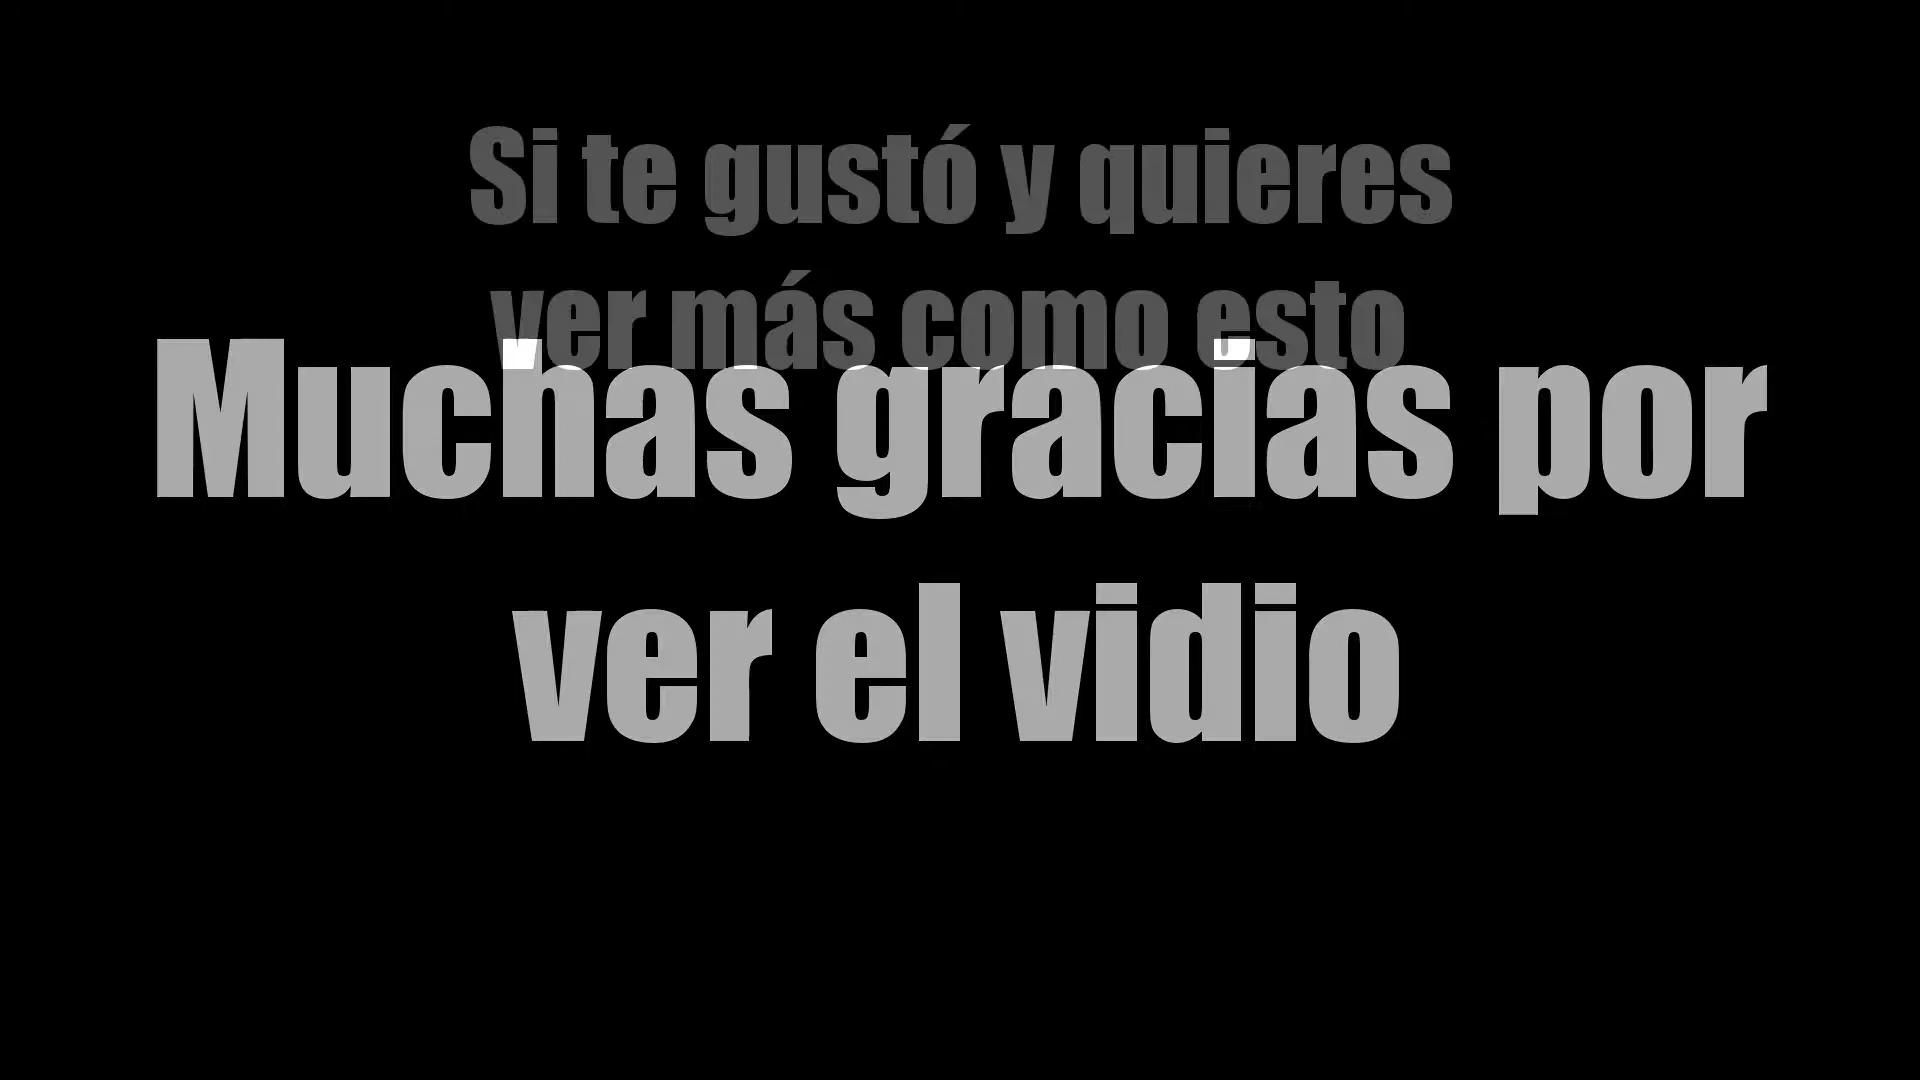 Si te gustó y quieres
ver más como esto
Muchas gracias por
ver el vidio